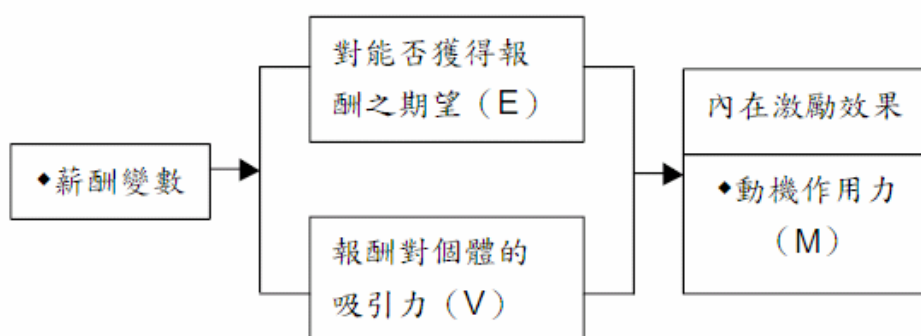 對能否獲得報
酬之期望（E）
◆薪酬變數
報酬對個體的
吸引力（V）
內在激勵效果
◆動機作用力
（M）